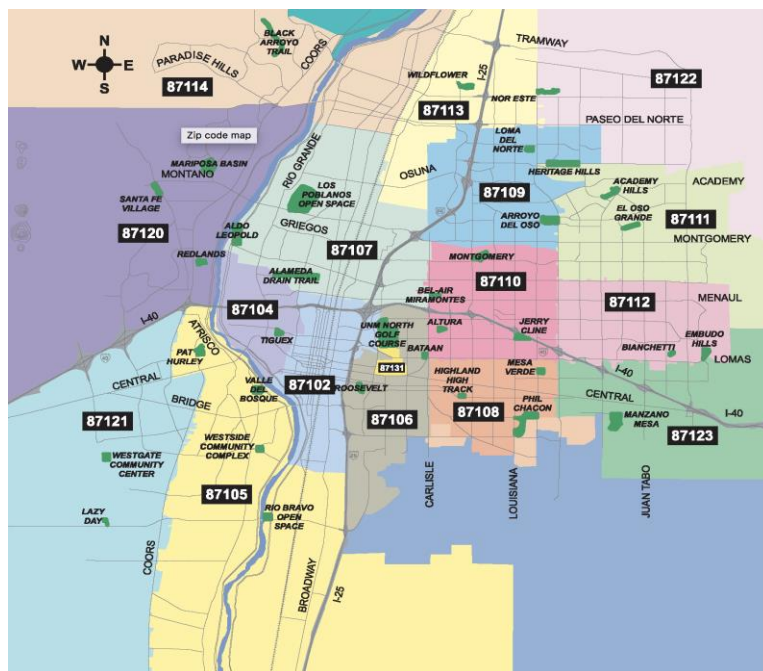 BLACK
ARROYO
TRAIL
N
W E
S
PARADISE HILLS
COORS
87114
TRAMWAY
I-25
WILDFLOWER
87113
NOR ESTE
87122
PASEO DEL NORTE
Zip code map
MARIPOSA BASIN
MONTANO
SANTA FE
VILLAGE
87120
RIO GRANDE
LOS
POBLANOS
OPEN SPACE
GRIEGOS
ALDO
LEOPOLD
REDLANDS
87107
ALAMEDA
DRAIN TRAIL
OSUNA
LOMA
DEL
NORTE
HERITAGE HILLS
87109
ARROYO
DEL OSO
ACADEMY
HILLS
ACADEMY
EL OSO
GRANDE
87111
MONTGOMERY
MONTGOMERY
87110
BEL-AIR
MIRAMONTES
87112
MENAUL
87104
TIGUEX
UNM NORTH
GOLF
COURSE
ALTURA
JERRY
CLINE
BATAAN
BIANCHETTI
EMBUDO
HILLS
LOMAS
I-40
ATRISCO
PAT
HURLEY
CENTRAL
BRIDGE
87121
VALLE
DEL
BOSQUE
87102
87131
ROOSEVELT
87106
HIGHLAND
HIGH
TRACK
MESA
VERDE
I-40
87108
PHIL
CHACON
CENTRAL
I-40
MANZANO
MESA
87123
WESTGATE
COMMUNITY
CENTER
WESTSIDE
COMMUNITY
COMPLEX
87105
LAZY
DAY
RIO BRAVO
OPEN
SPACE
COORS
BROADWAY
I-25
CARLISLE
LOUISIANA
JUAN TABO